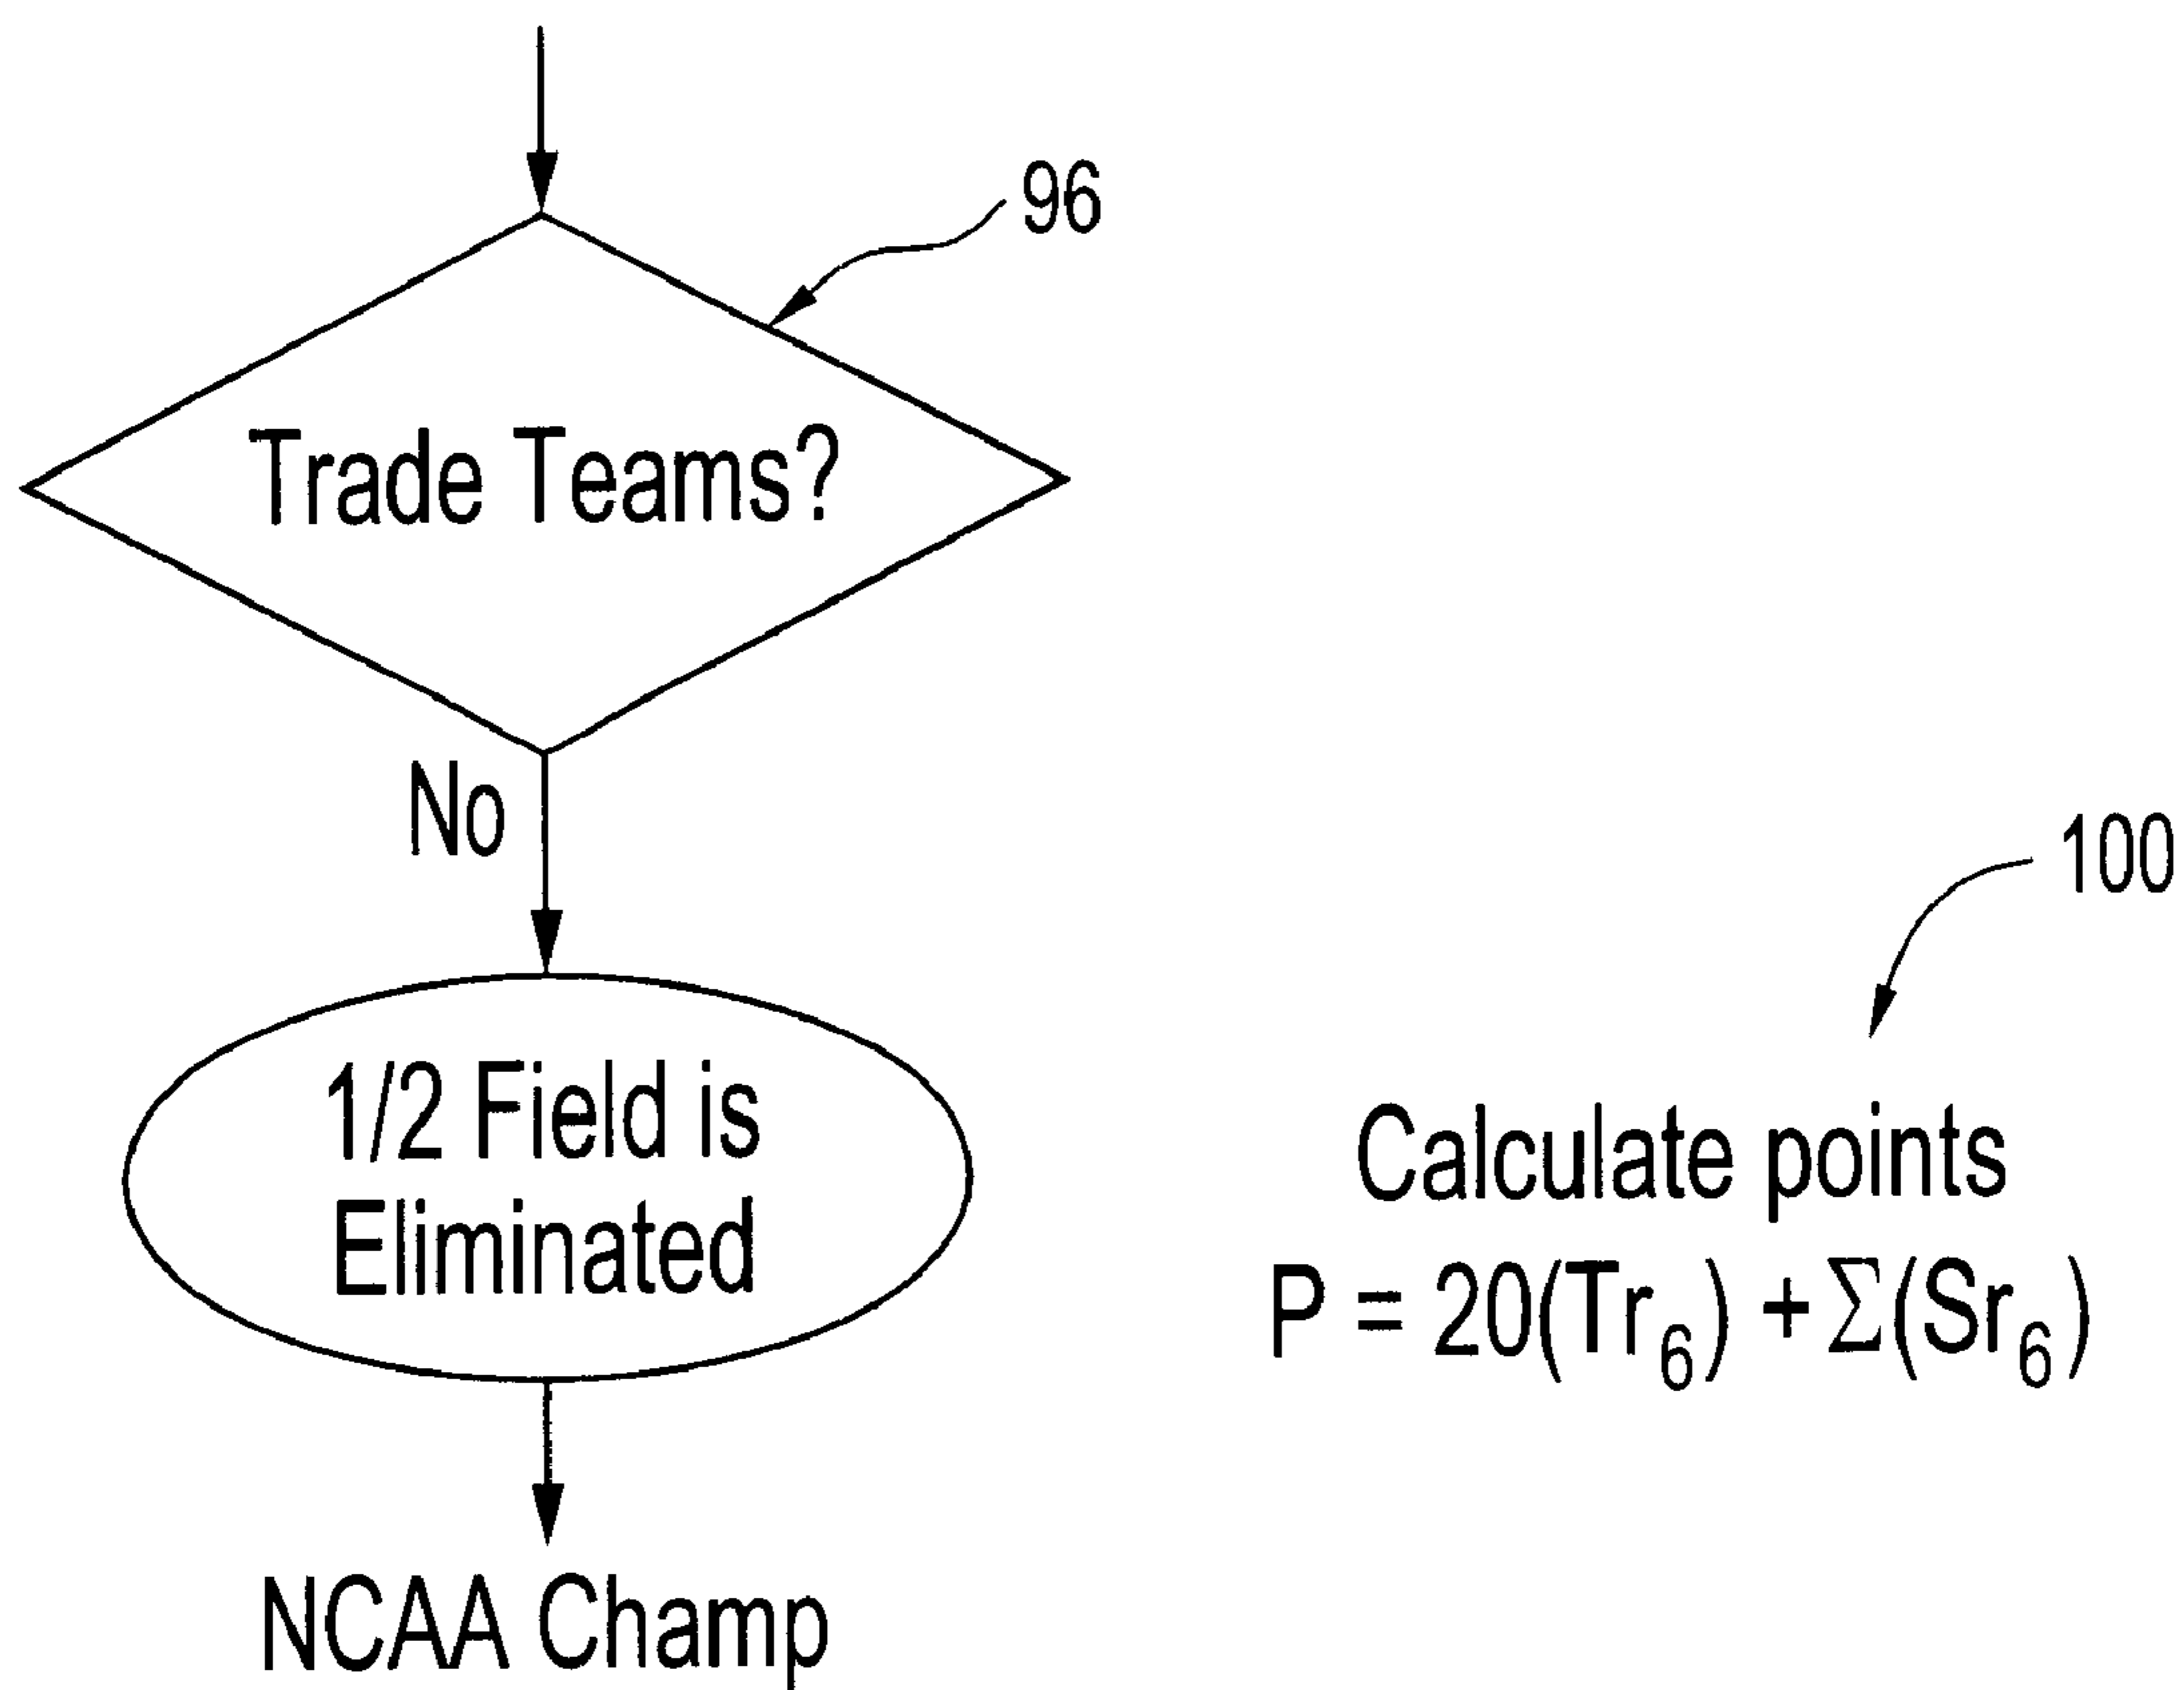 96
Trade Teams?
No
100
1/2 Field is
Eliminated
Calculate points
P = 20(Tr₆) + Σ(Sr₆)
NCAA Champ